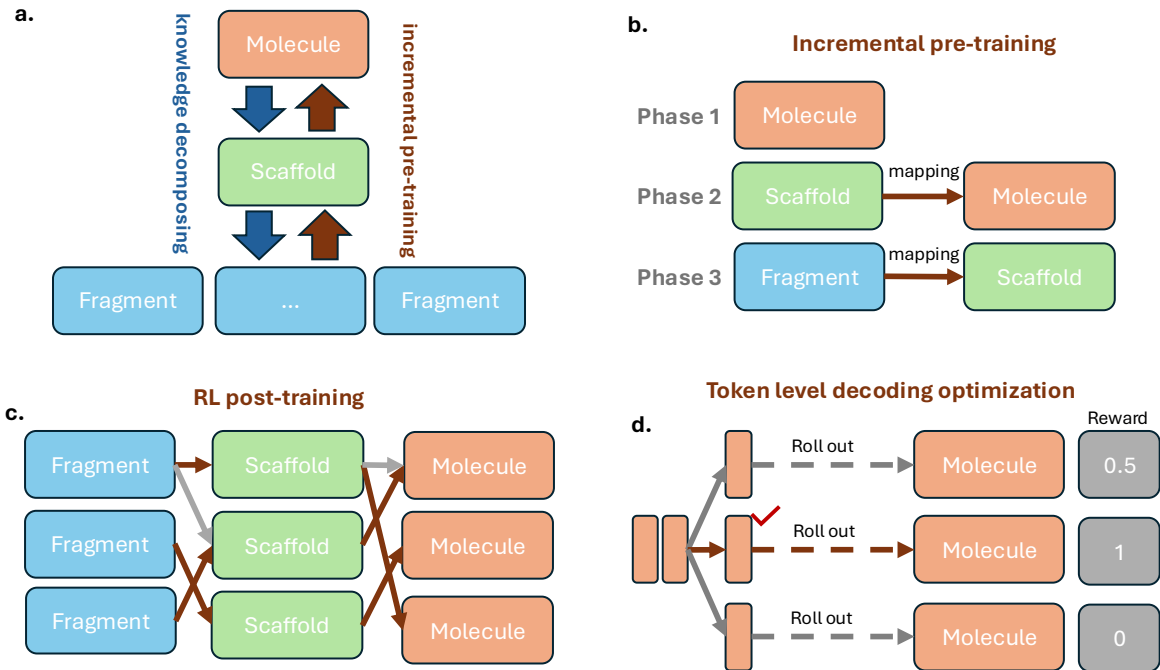 a.
knowledge decomposing
Molecule
incremental pre-training
Scaffold
Fragment
...
Fragment
b.
Incremental pre-training
Phase 1
Molecule
Phase 2
Scaffold
mapping
Molecule
Phase 3
Fragment
mapping
Scaffold
c.
RL post-training
Fragment
Scaffold
Molecule
Fragment
Scaffold
Molecule
Fragment
Scaffold
Molecule
Token level decoding optimization
d.
Reward
Roll out
Molecule
0.5
Roll out
Molecule
1
Roll out
Molecule
0